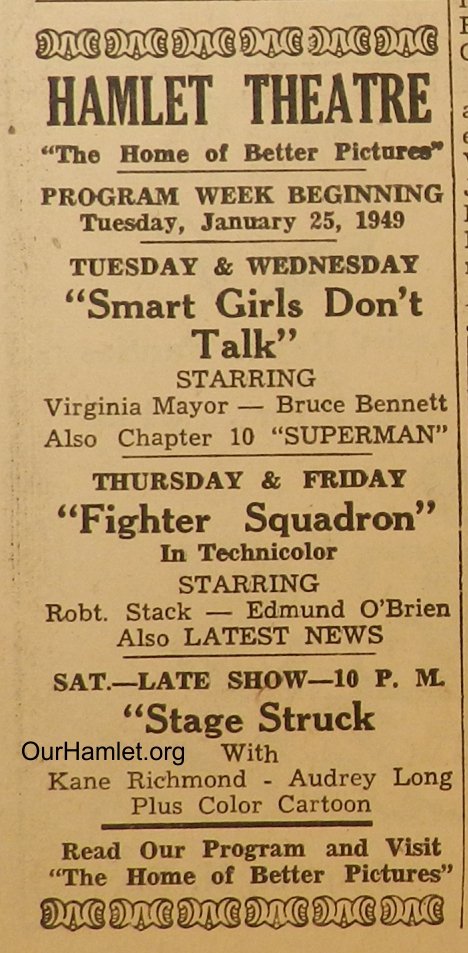 HAMLET THEATRE
"The Home of Better Pictures"
PROGRAM WEEK BEGINNING
Tuesday, January 25, 1949
TUESDAY & WEDNESDAY
"Smart Girls Don't
Talk"
STARRING
Virginia Mayor — Bruce Bennett
Also Chapter 10 "SUPERMAN"
THURSDAY & FRIDAY
"Fighter Squadron"
In Technicolor
STARRING
Robt. Stack — Edmund O'Brien
Also LATEST NEWS
SAT.—LATE SHOW—10 P. M.
"Stage Struck
OurHamlet.org
With
Kane Richmond - Audrey Long
Plus Color Cartoon
Read Our Program and Visit
"The Home of Better Pictures"